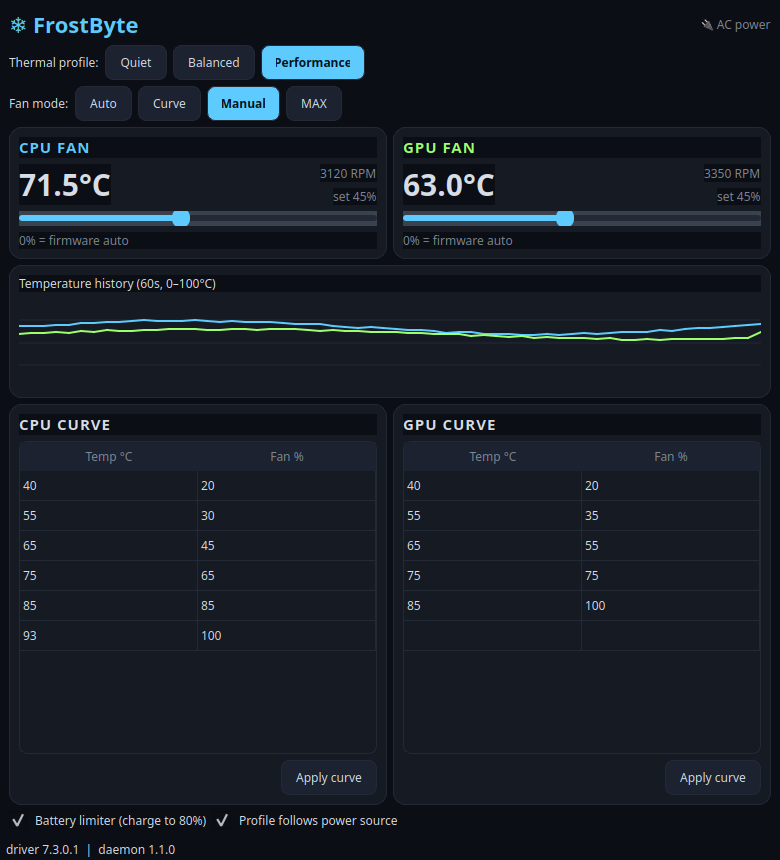 ❄ FrostByte
🔌 AC power
Thermal profile: Quiet Balanced Performance
Fan mode: Auto Curve Manual MAX
CPU FAN
71.5°C
3120 RPM
set 45%
0% = firmware auto
GPU FAN
63.0°C
3350 RPM
set 45%
0% = firmware auto
Temperature history (60s, 0–100°C)
CPU CURVE
Temp °C Fan %
40 20
55 30
65 45
75 65
85 85
93 100
Apply curve
GPU CURVE
Temp °C Fan %
40 20
55 35
65 55
75 75
85 100
Apply curve
✓ Battery limiter (charge to 80%) ✓ Profile follows power source
driver 7.3.0.1 | daemon 1.1.0